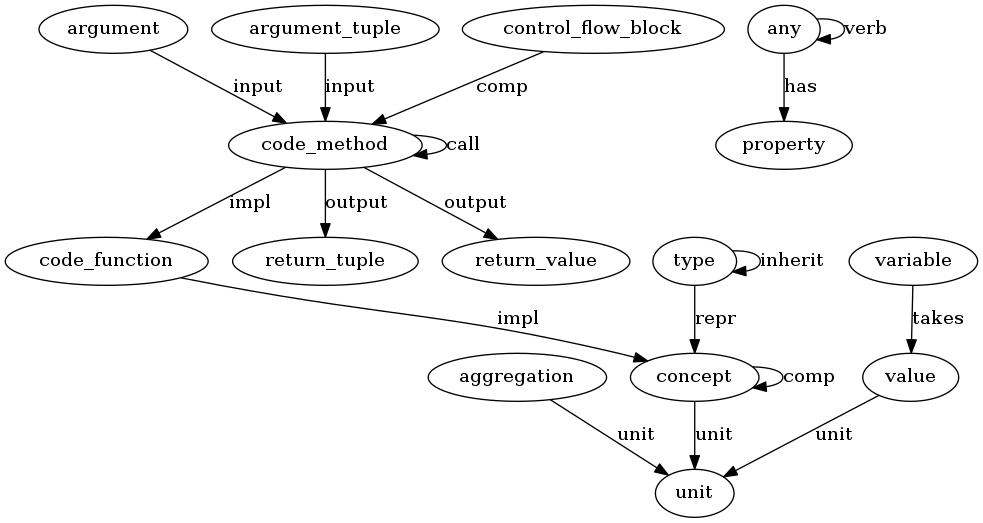 argument
argument_tuple
control_flow_block
any
verb
input
input
comp
has
code_method
call
property
impl
output
output
code_function
return_tuple
return_value
type
inherit
variable
impl
repr
takes
aggregation
concept
comp
value
unit
unit
unit
unit